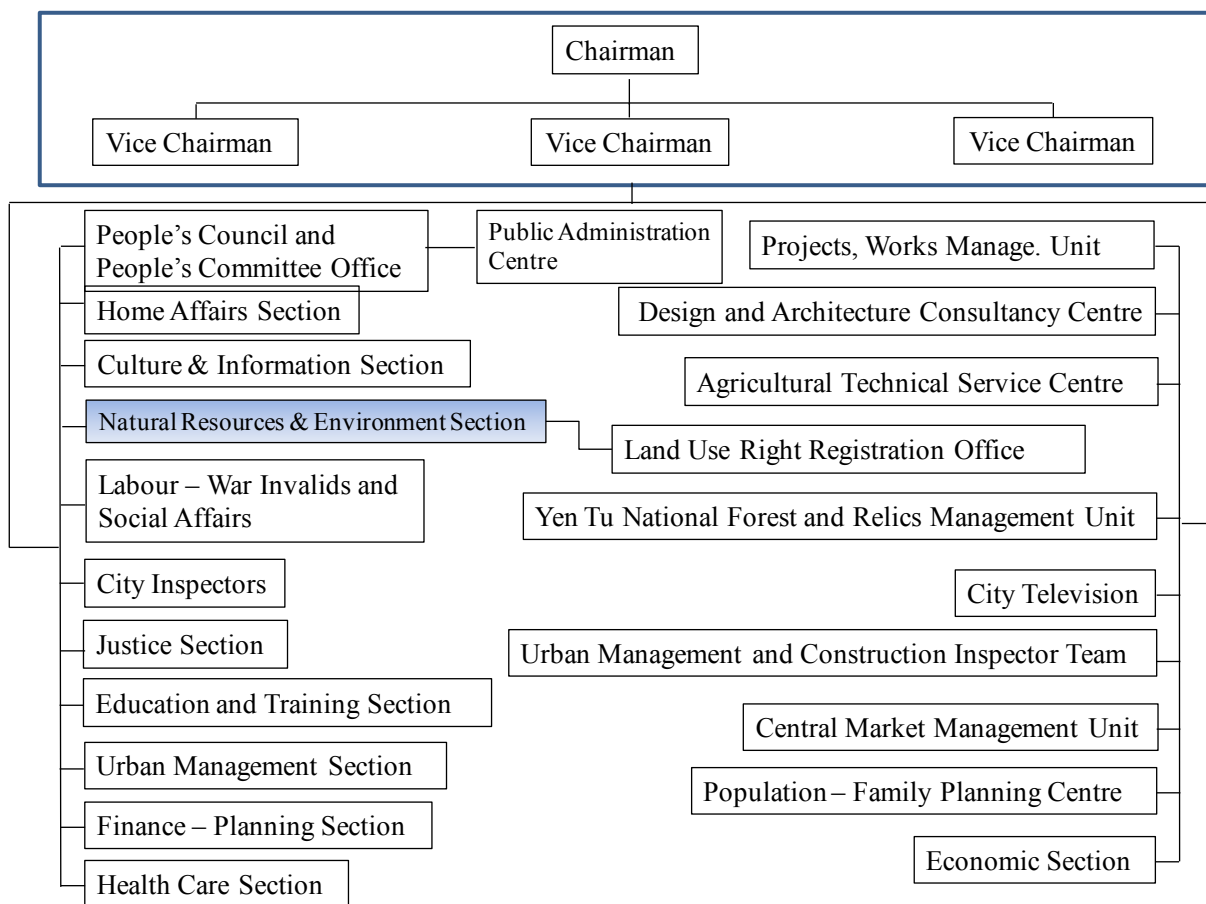 Chairman
Vice Chairman
Vice Chairman
Vice Chairman
People's Council and
People's Committee Office
Public Administration
Centre
Projects, Works Manage. Unit
Home Affairs Section
Design and Architecture Consultancy Centre
Culture & Information Section
Agricultural Technical Service Centre
Natural Resources & Environment Section
Land Use Right Registration Office
Labour – War Invalids and
Social Affairs
Yen Tu National Forest and Relics Management Unit
City Inspectors
City Television
Justice Section
Urban Management and Construction Inspector Team
Education and Training Section
Central Market Management Unit
Urban Management Section
Population – Family Planning Centre
Finance – Planning Section
Economic Section
Health Care Section